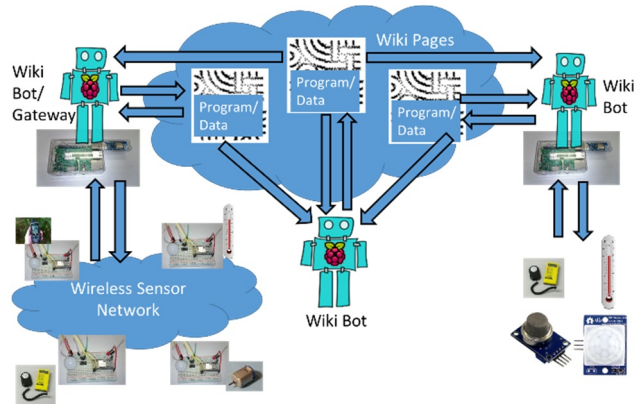 Wiki Pages
Wiki
Bot/
Gateway
Program/
Data
Program/
Data
Program/
Data
Wiki
Bot
Wireless Sensor
Network
Wiki Bot